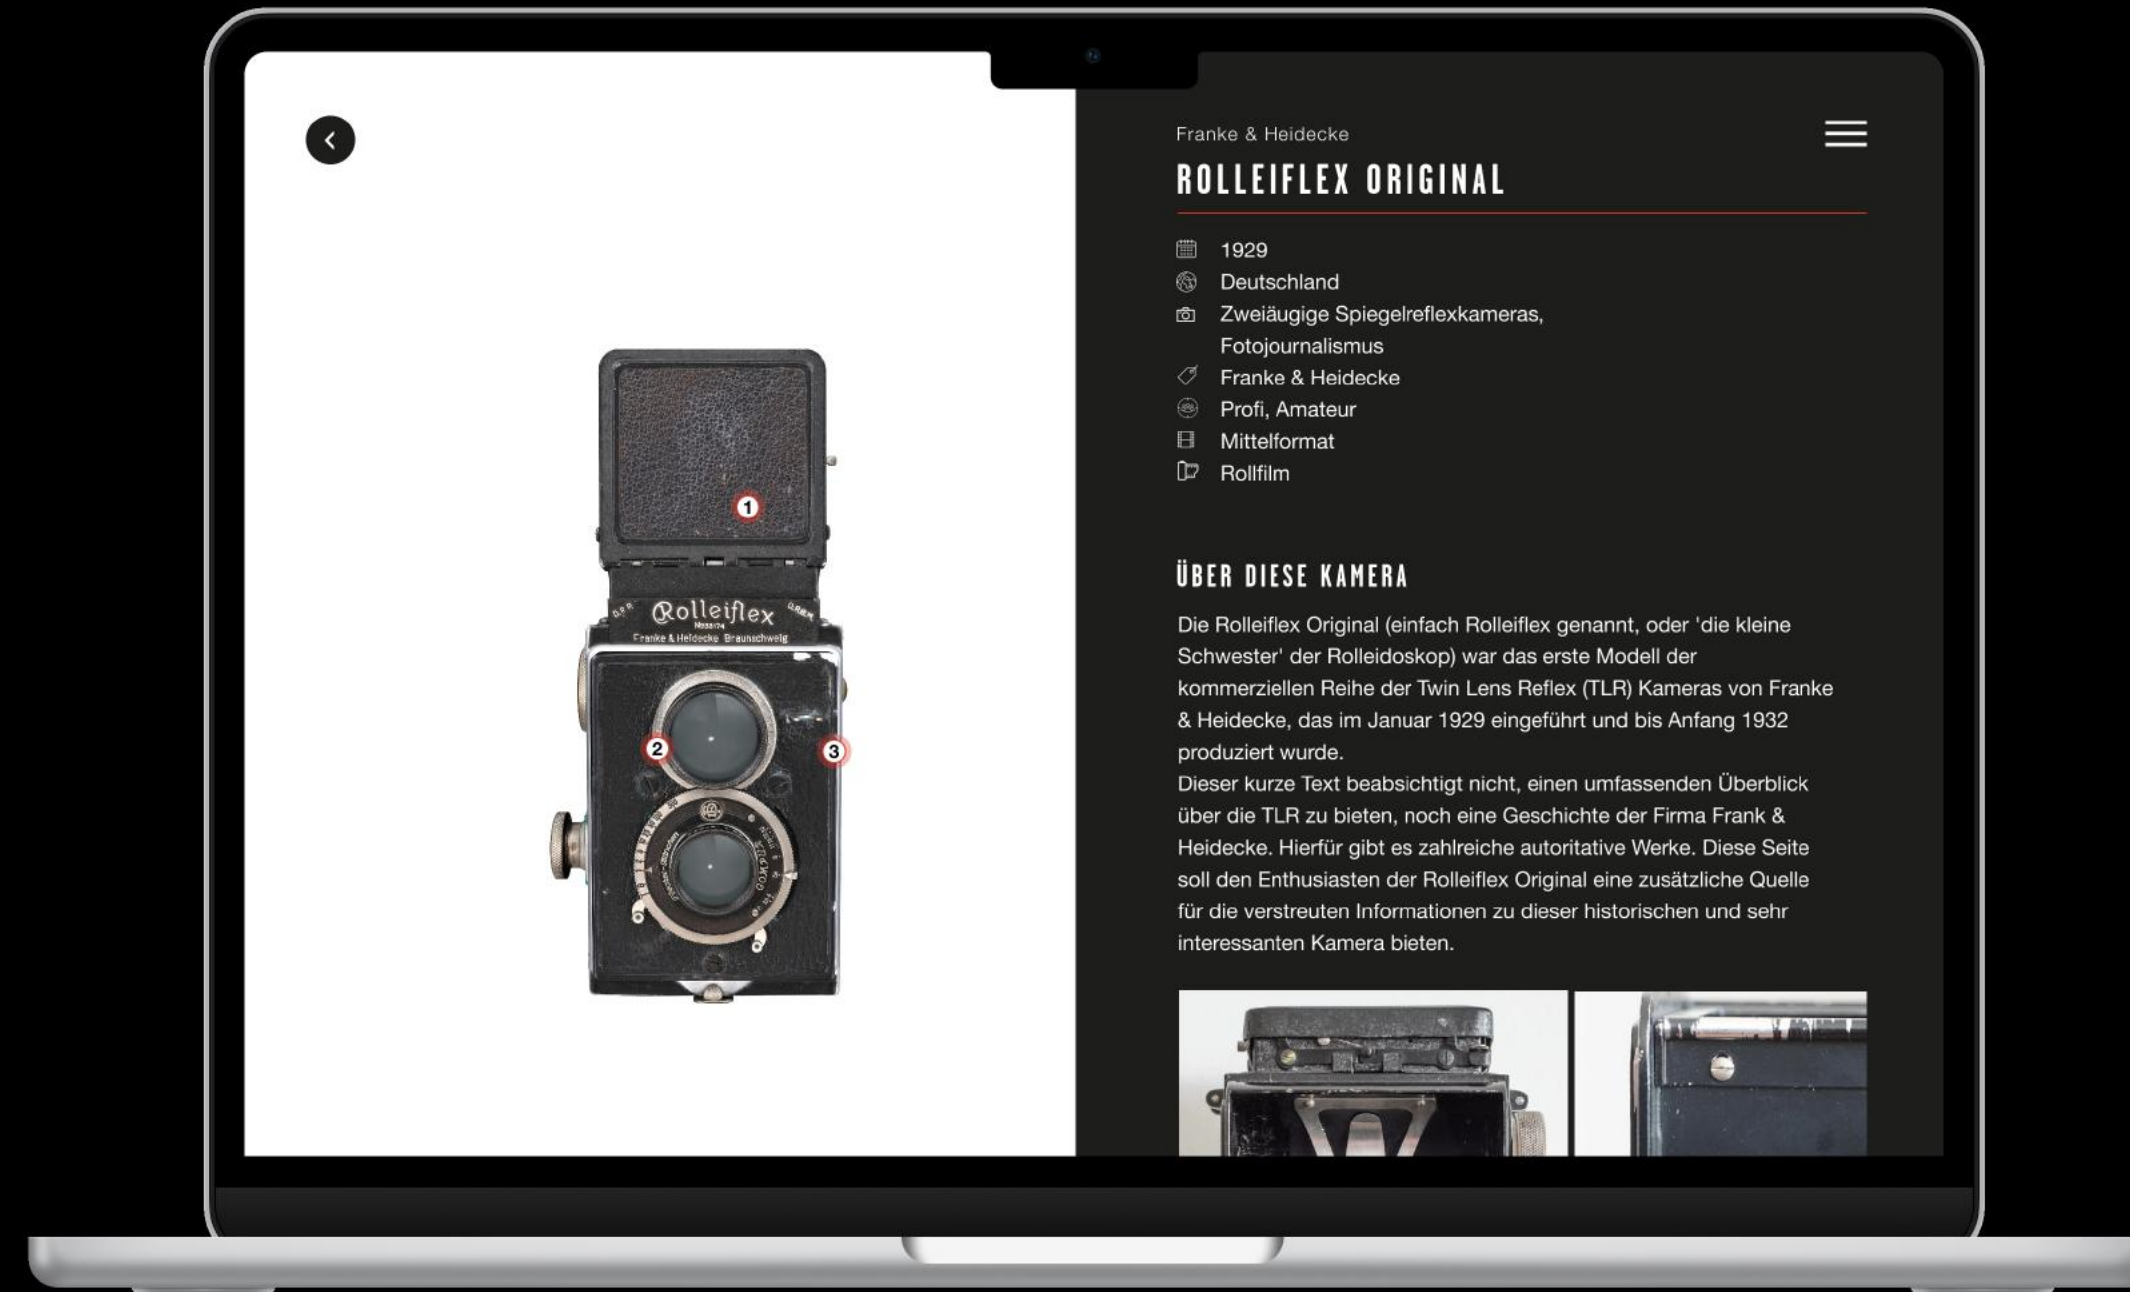 Franke & Heidecke
ROLLEIFLEX ORIGINAL
1929
Deutschland
Zweiäugige Spiegelreflexkameras,
Fotojournalismus
Franke & Heidecke
Profi, Amateur
Mittelformat
Rollfilm
ÜBER DIESE KAMERA
Die Rolleiflex Original (einfach Rolleiflex genannt, oder 'die kleine
Schwester' der Rolleidoskop) war das erste Modell der
kommerziellen Reihe der Twin Lens Reflex (TLR) Kameras von Franke
& Heidecke, das im Januar 1929 eingeführt und bis Anfang 1932
produziert wurde.
Dieser kurze Text beabsichtigt nicht, einen umfassenden Überblick
über die TLR zu bieten, noch eine Geschichte der Firma Frank &
Heidecke. Hierfür gibt es zahlreiche autoritative Werke. Diese Seite
soll den Enthusiasten der Rolleiflex Original eine zusätzliche Quelle
für die verstreuten Informationen zu dieser historischen und sehr
interessanten Kamera bieten.
1
D.R.P. Rolleiflex D.R.G.M.
Franke & Heidecke Braunschweig
2
3
COMPUR